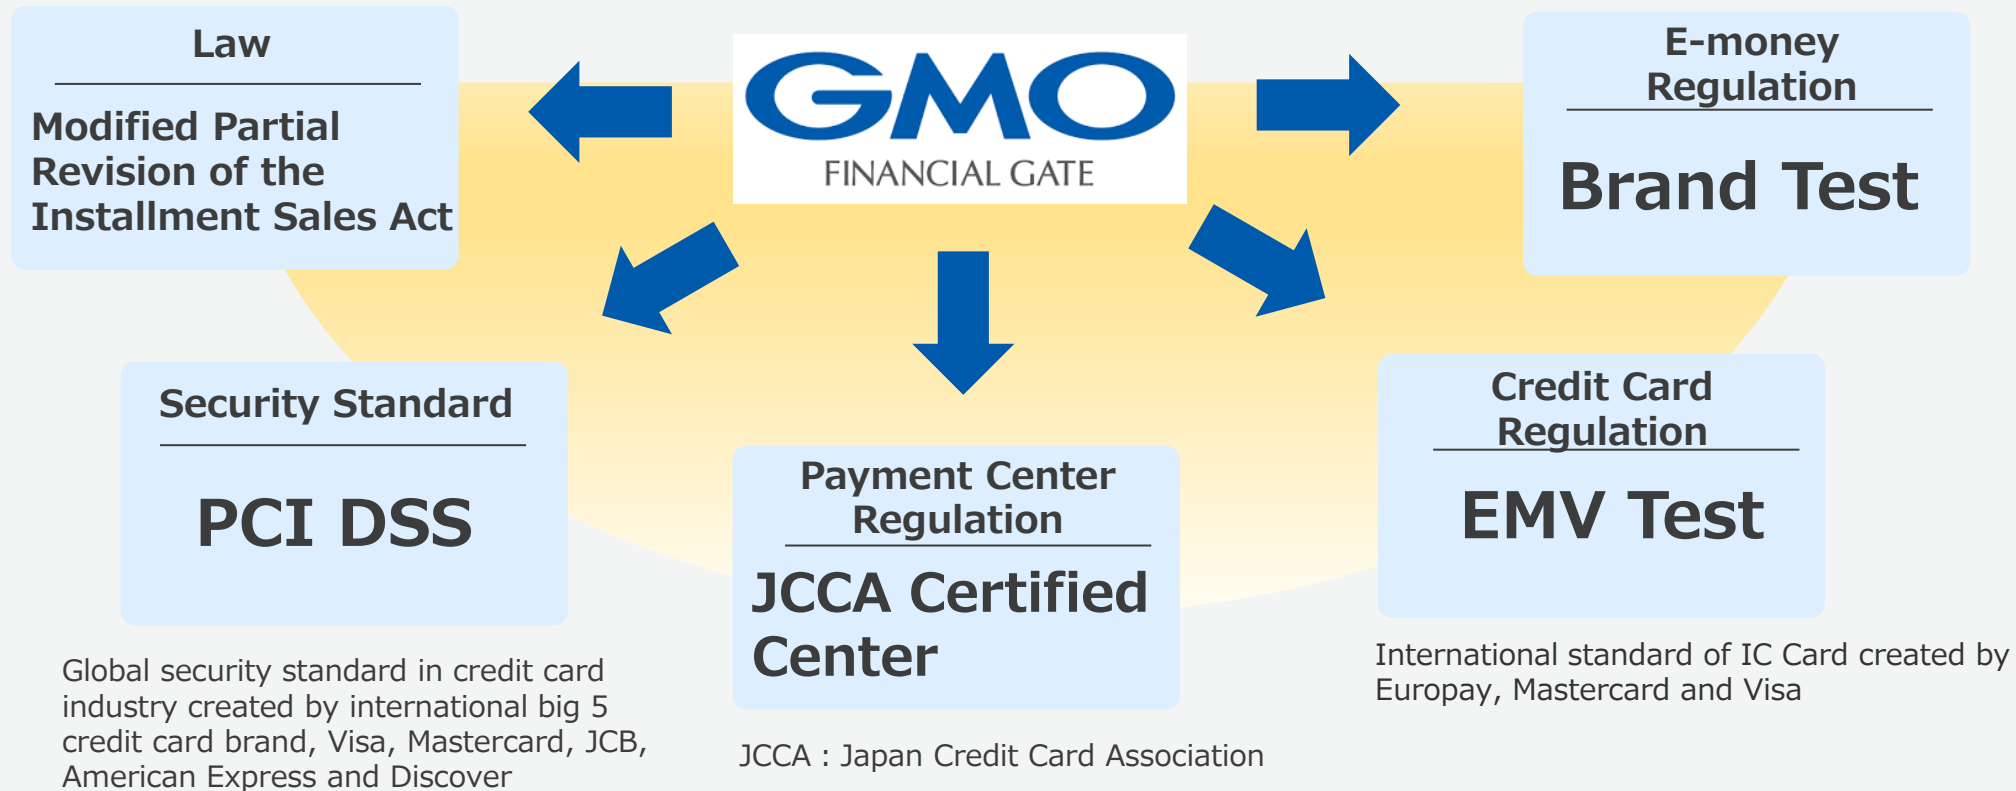 Law
Modified Partial
Revision of the
Installment Sales Act
GMO
FINANCIAL GATE
E-money
Regulation
Brand Test
Security Standard
PCI DSS
Global security standard in credit card
industry created by international big 5
credit card brand, Visa, Mastercard, JCB,
American Express and Discover
Payment Center
Regulation
JCCA Certified
Center
JCCA : Japan Credit Card Association
Credit Card
Regulation
EMV Test
International standard of IC Card created by
Europay, Mastercard and Visa